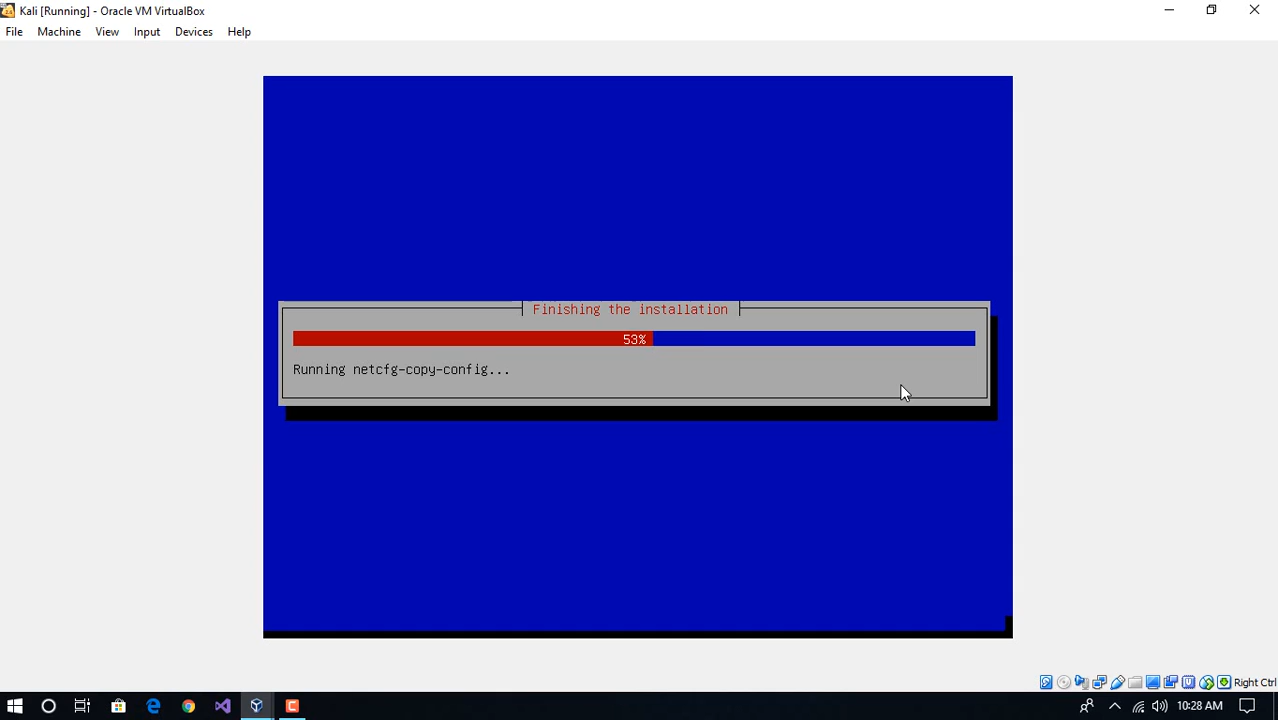 Kali [Running] - Oracle VM VirtualBox
File Machine View Input Devices Help
Finishing the installation
53%
Running netcfg-copy-config...
Right Ctrl
10:28 AM